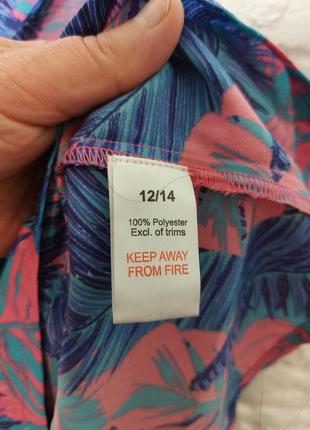 12/14
100% Polyester
Excl. of trims
KEEP AWAY
FROM FIRE